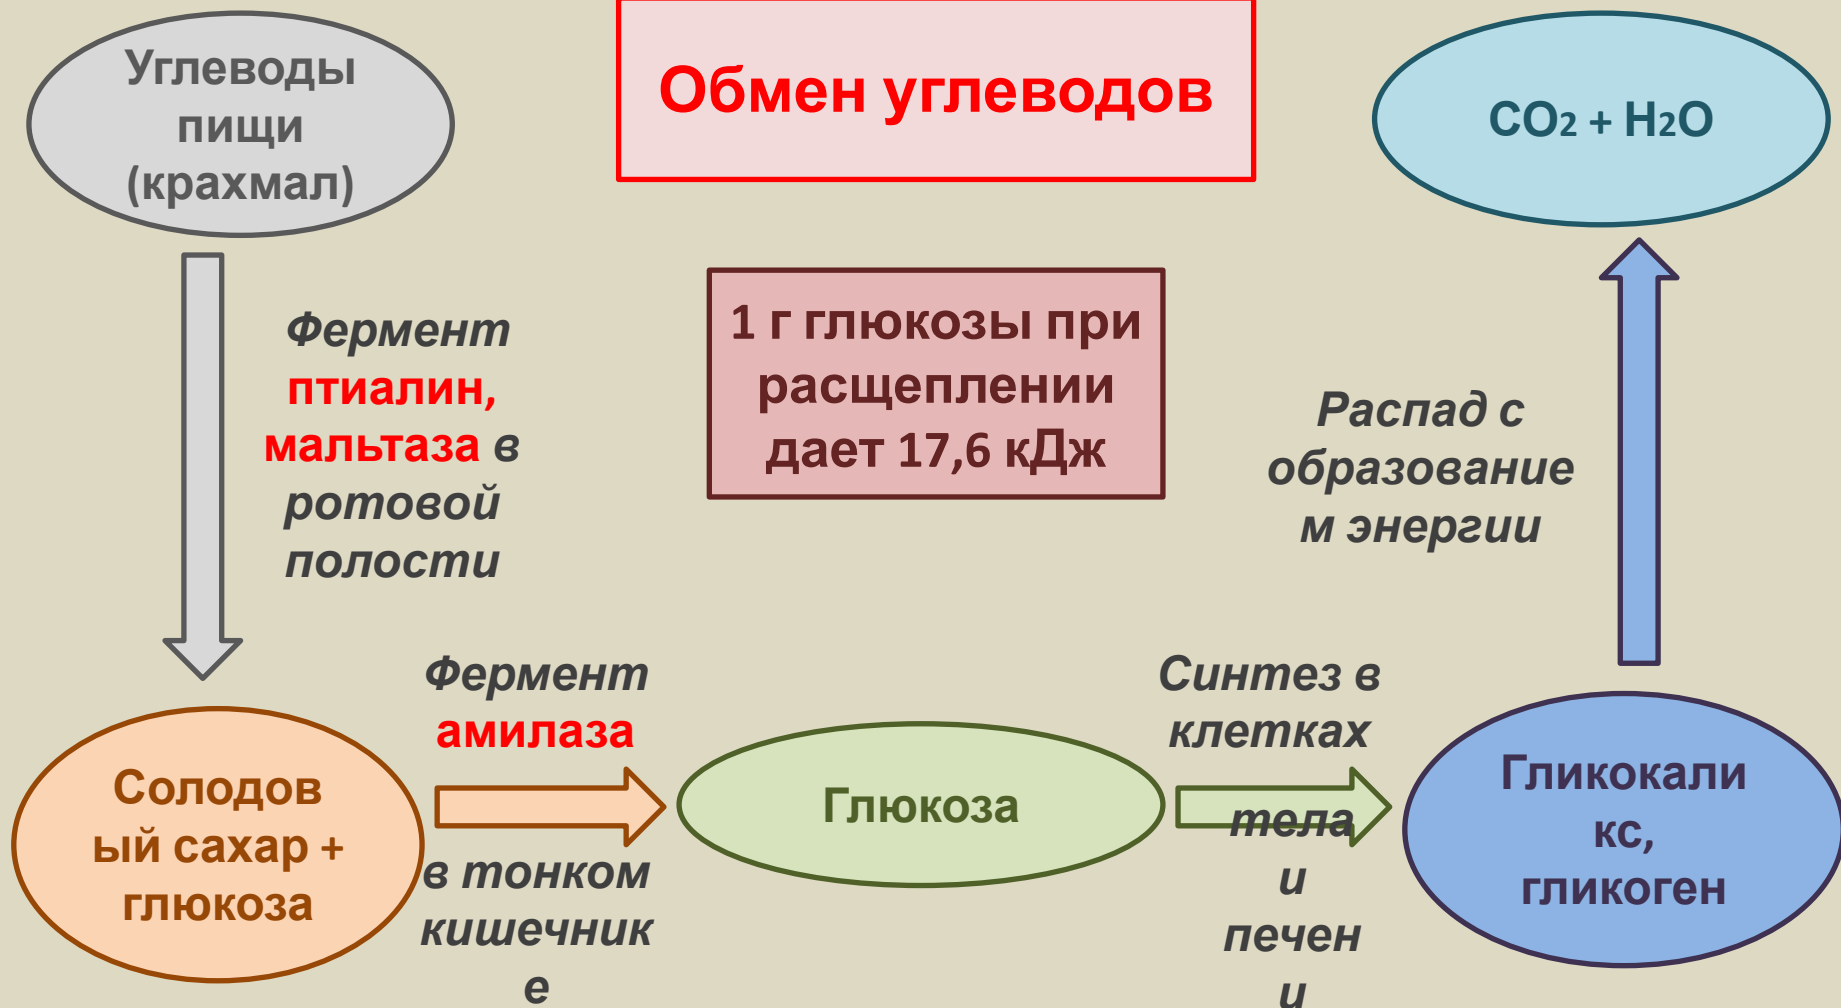 Углеводы
пищи
(крахмал)
Обмен углеводов
CO2 + H2O
Фермент
птиалин,
мальтаза в
ротовой
полости
1 г глюкозы при
расщеплении
дает 17,6 кДж
Распад с
образование
м энергии
Солодов
ый сахар +
глюкоза
Фермент
амилаза
в тонком
кишечник
е
Глюкоза
Синтез в
клетках
тела
и
печен
и
Гликокали
кс,
гликоген